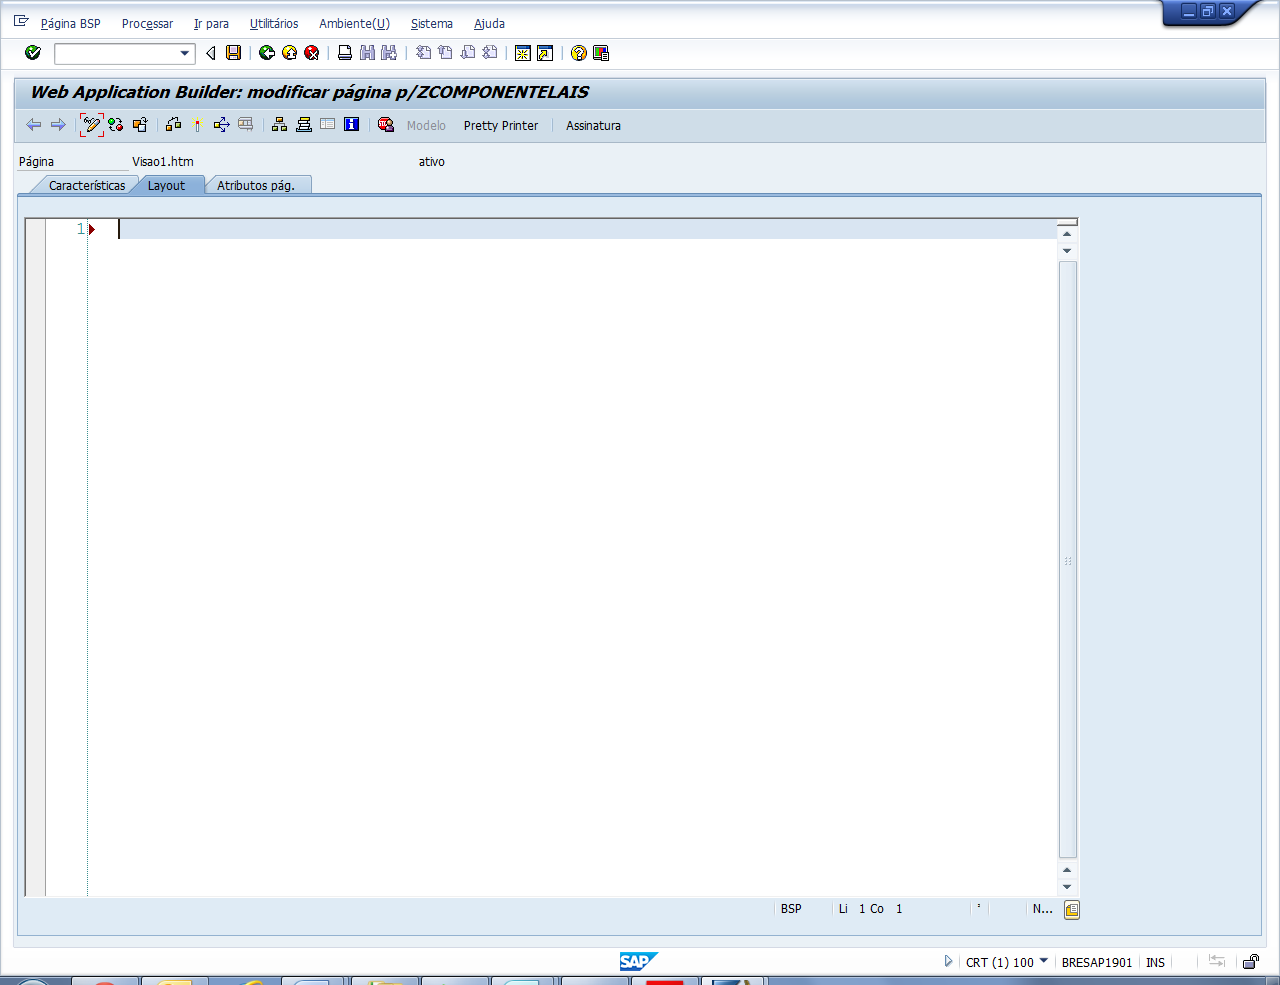 Página BSP Processar Ir para Utilitários Ambiente(U) Sistema Ajuda
Web Application Builder: modificar página p/ZCOMPONENTELAIS
Modelo Pretty Printer Assinatura
Página Visao1.htm ativo
Características Layout Atributos pág.
1
BSP Li 1 Co 1 N...
SAP CRT (1) 100 BRESAP1901 INS